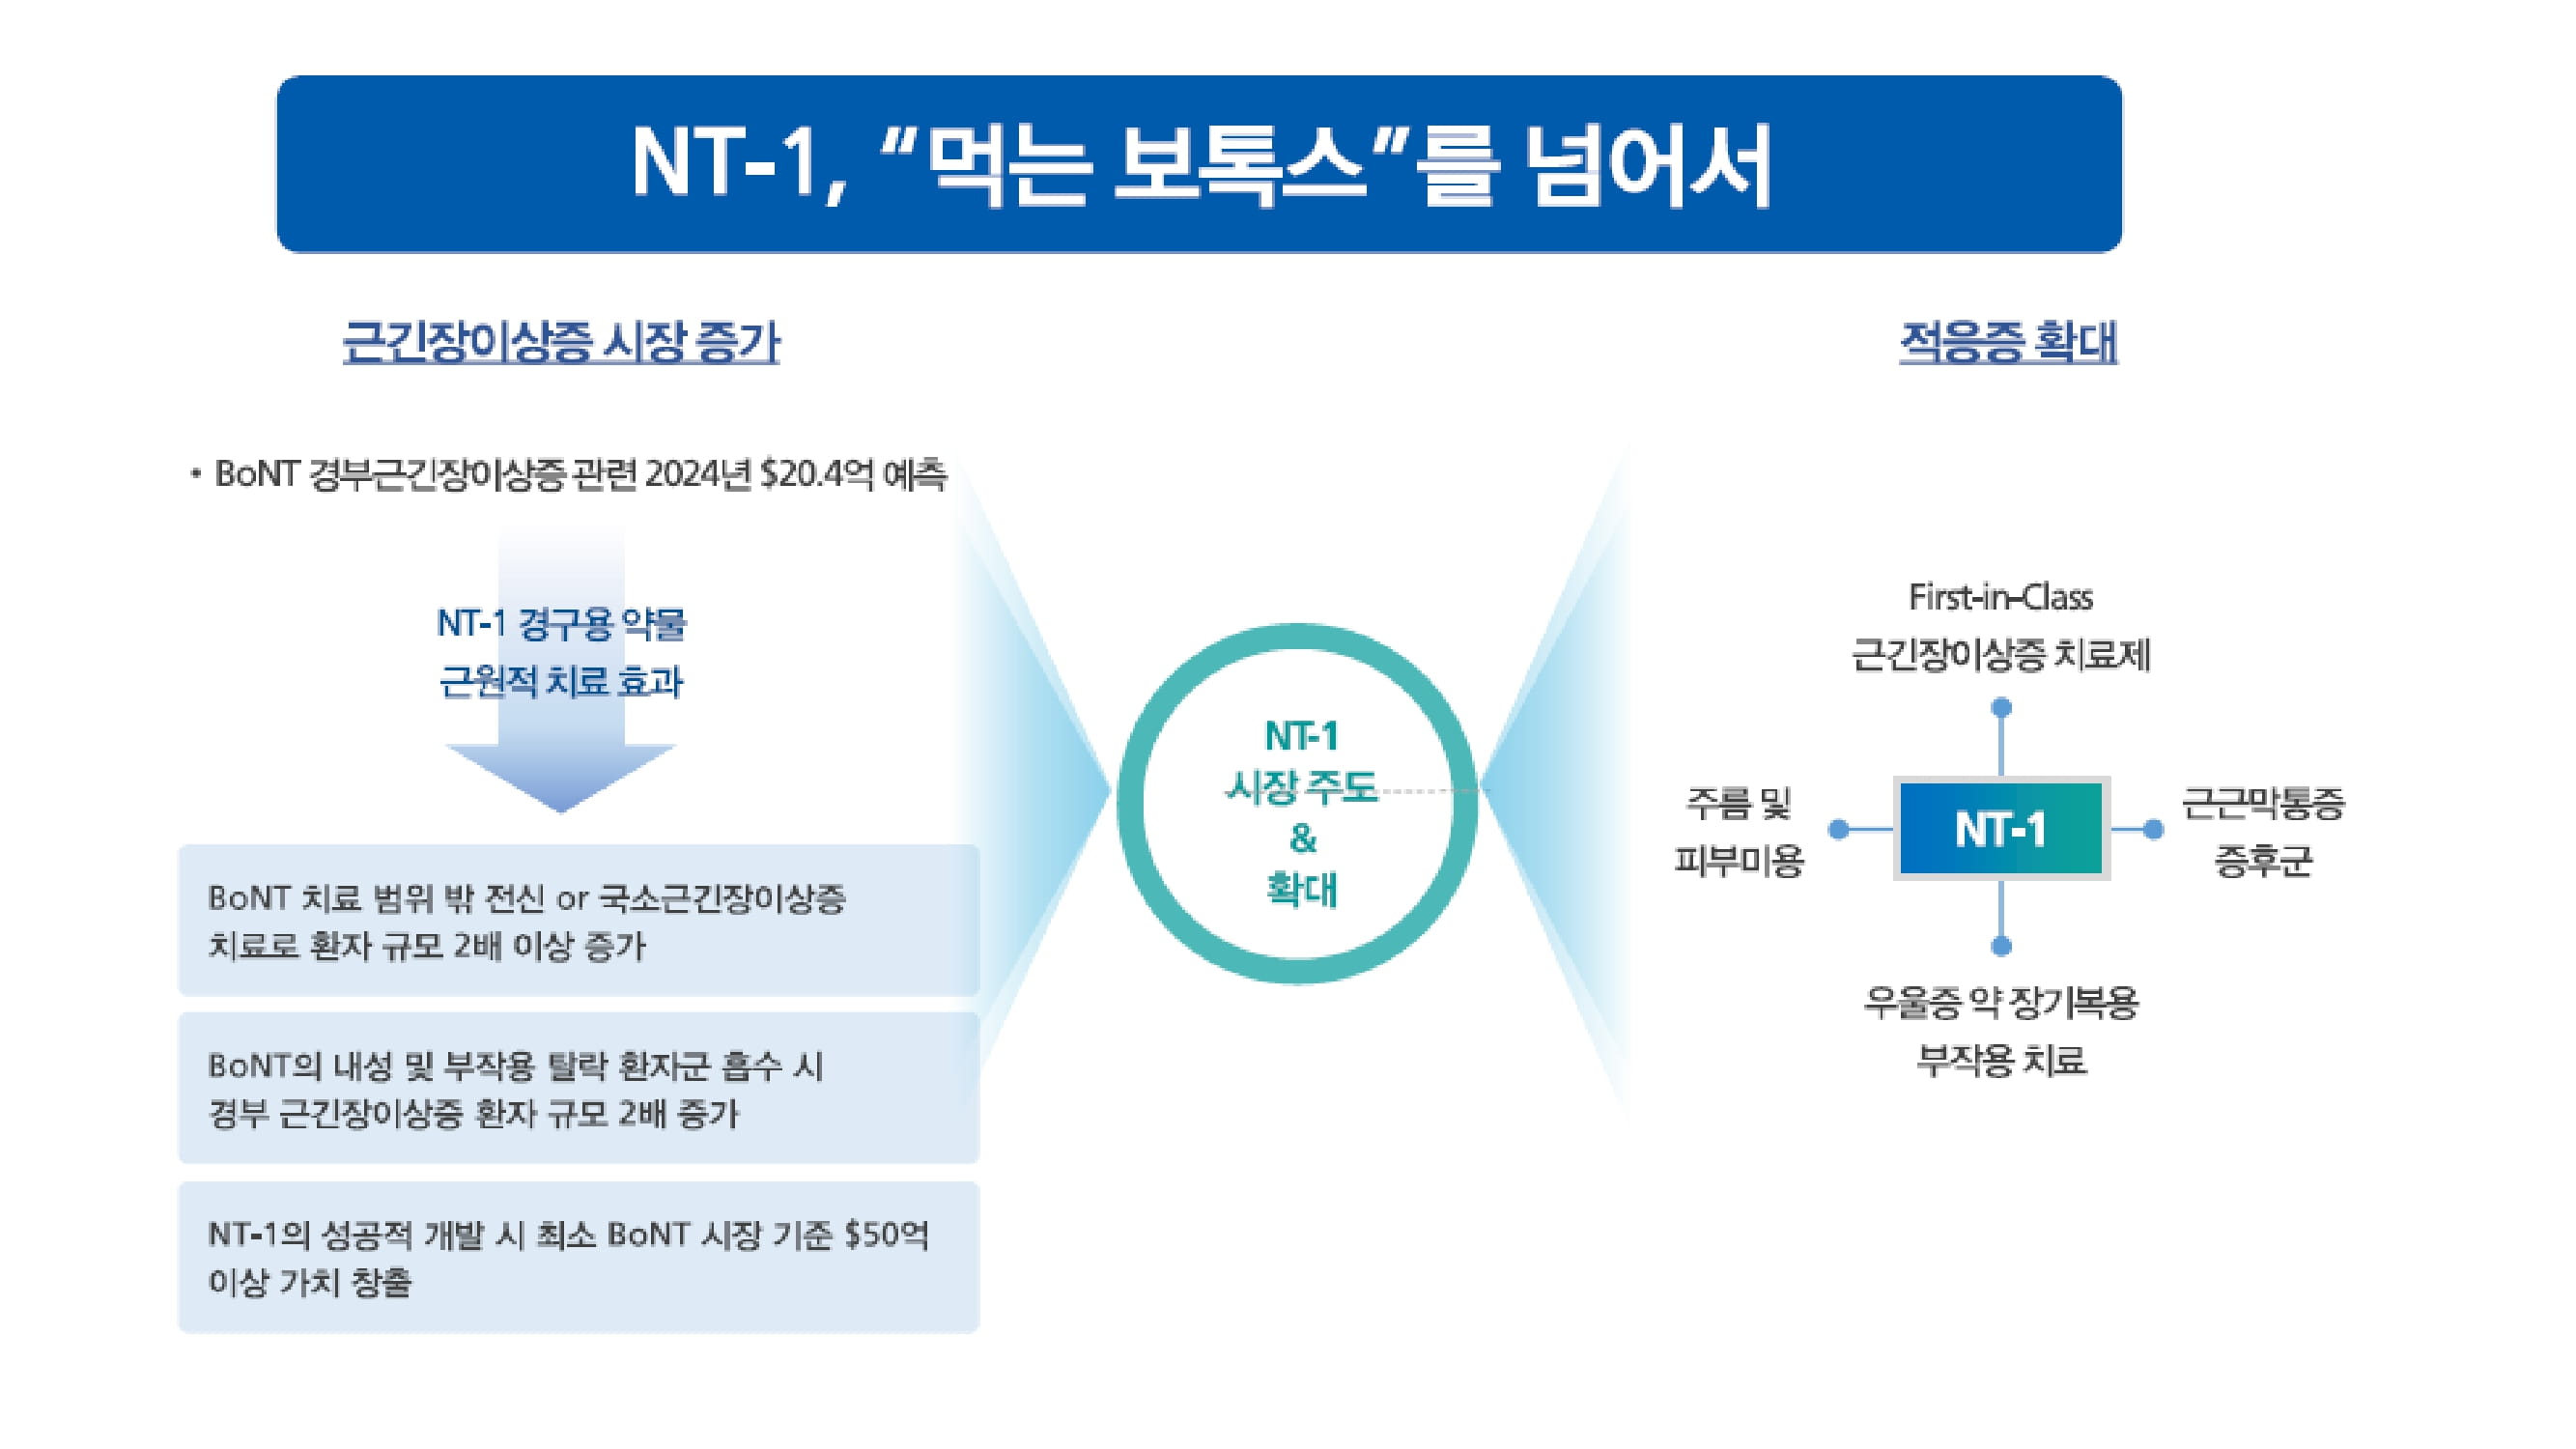 NT-1, "먹는 보톡스"를 넘어서
근긴장이상증 시장 증가
• BoNT 경부근긴장이상증 관련 2024년 $20.4억 예측
NT-1 경구용 약물
근원적 치료 효과
BoNT 치료 범위 밖 전신 or 국소근긴장이상증
치료로 환자 규모 2배 이상 증가
BoNT의 내성 및 부작용 탈락 환자군 흡수 시
경부 근긴장이상증 환자 규모 2배 증가
NT-1의 성공적 개발 시 최소 BoNT 시장 기준 $50억
이상 가치 창출
NT-1
시장 주도
&
확대
적응증 확대
First-in-Class
근긴장이상증 치료제
주름 및
피부미용
NT-1
근근막통증
증후군
우울증 약 장기복용
부작용 치료